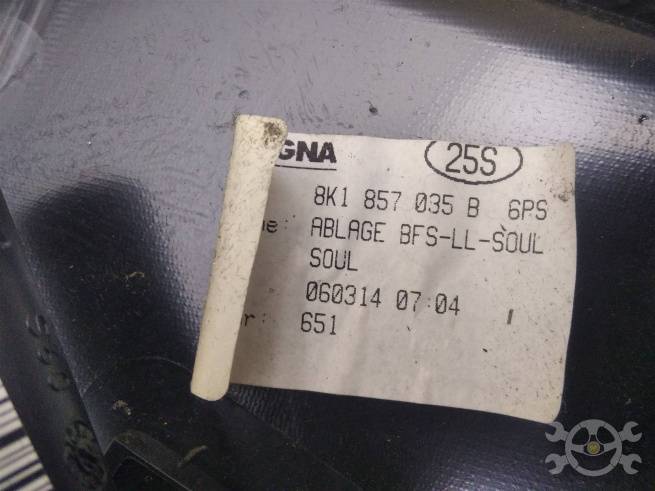 GNA 25S
8K1 857 035 B 6PS
e: ABLAGE BFS-LL-SOUL
SOUL
060314 07:04
r: 651